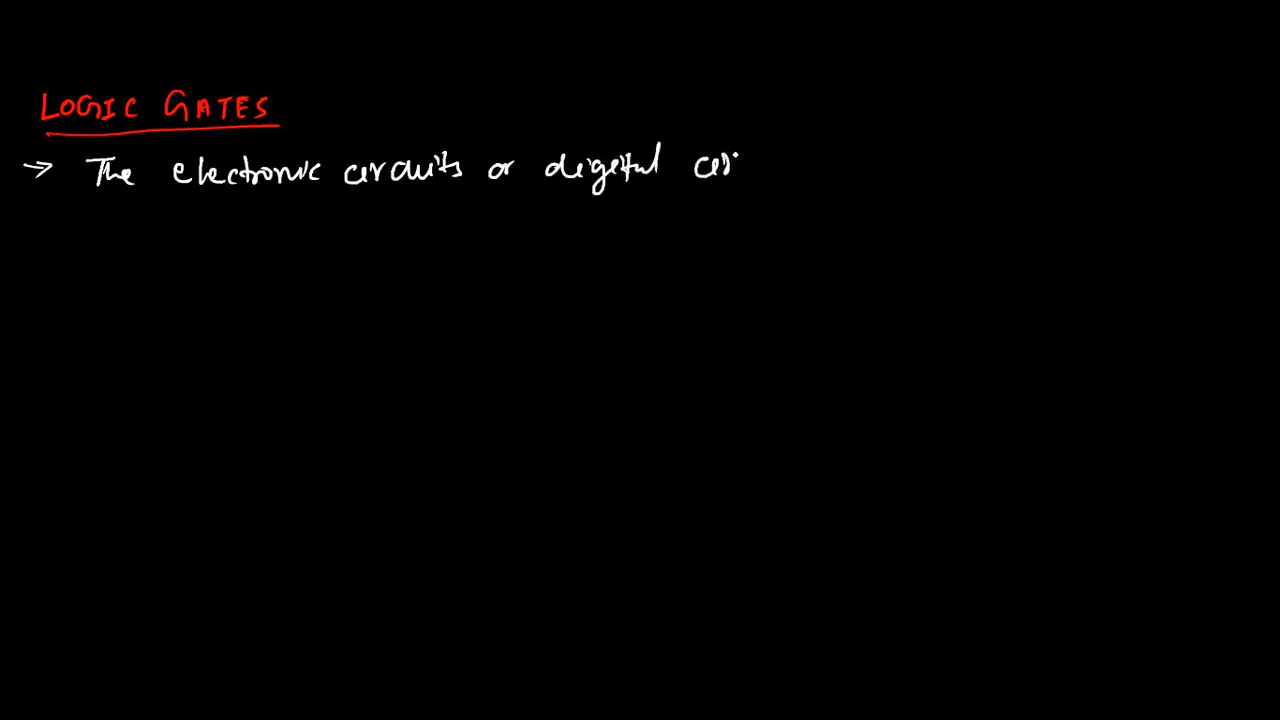 LOGIC GATES
→ The electronic circuits or digital